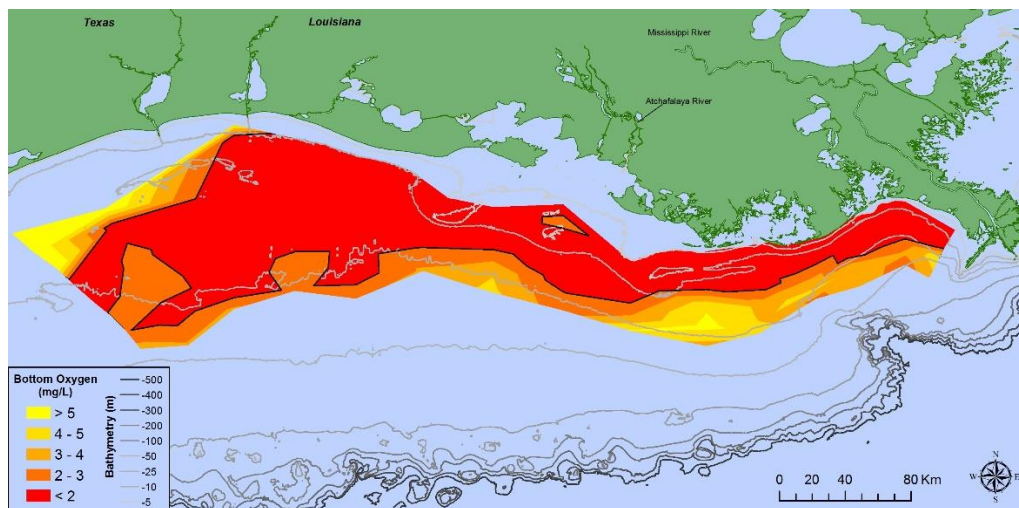 Texas
Louisiana
Mississippi River
Atchafalaya River
Bottom Oxygen
(mg/L)
> 5
4 - 5
3 - 4
2 - 3
< 2
Bathymetry (m)
-500
-400
-300
-200
-100
-50
-25
-10
-5
0 20 40 80 Km
N
W
E
S